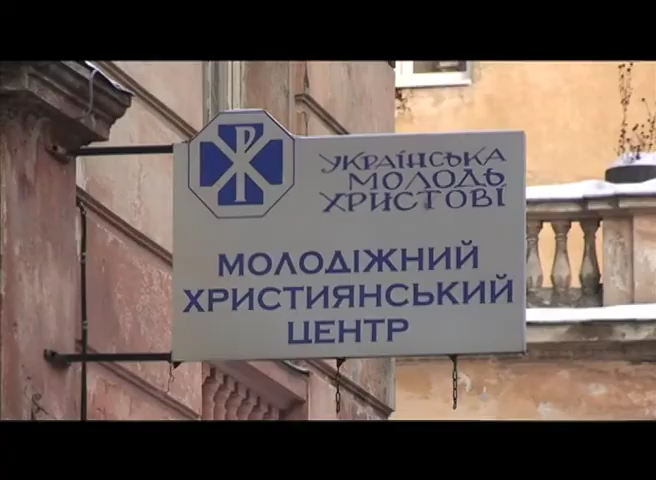 УКРАЇНСЬКА
МОЛОДЬ
ХРИСТОВІ
МОЛОДІЖНИЙ
ХРИСТИЯНСЬКИЙ
ЦЕНТР